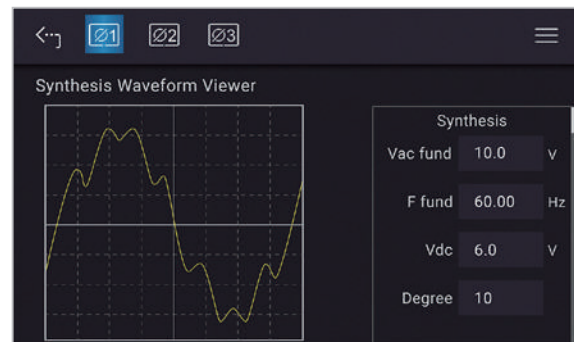 Ø1 Ø2 Ø3
Synthesis Waveform Viewer
Synthesis
Vac fund 10.0 V
F fund 60.00 Hz
Vdc 6.0 V
Degree 10